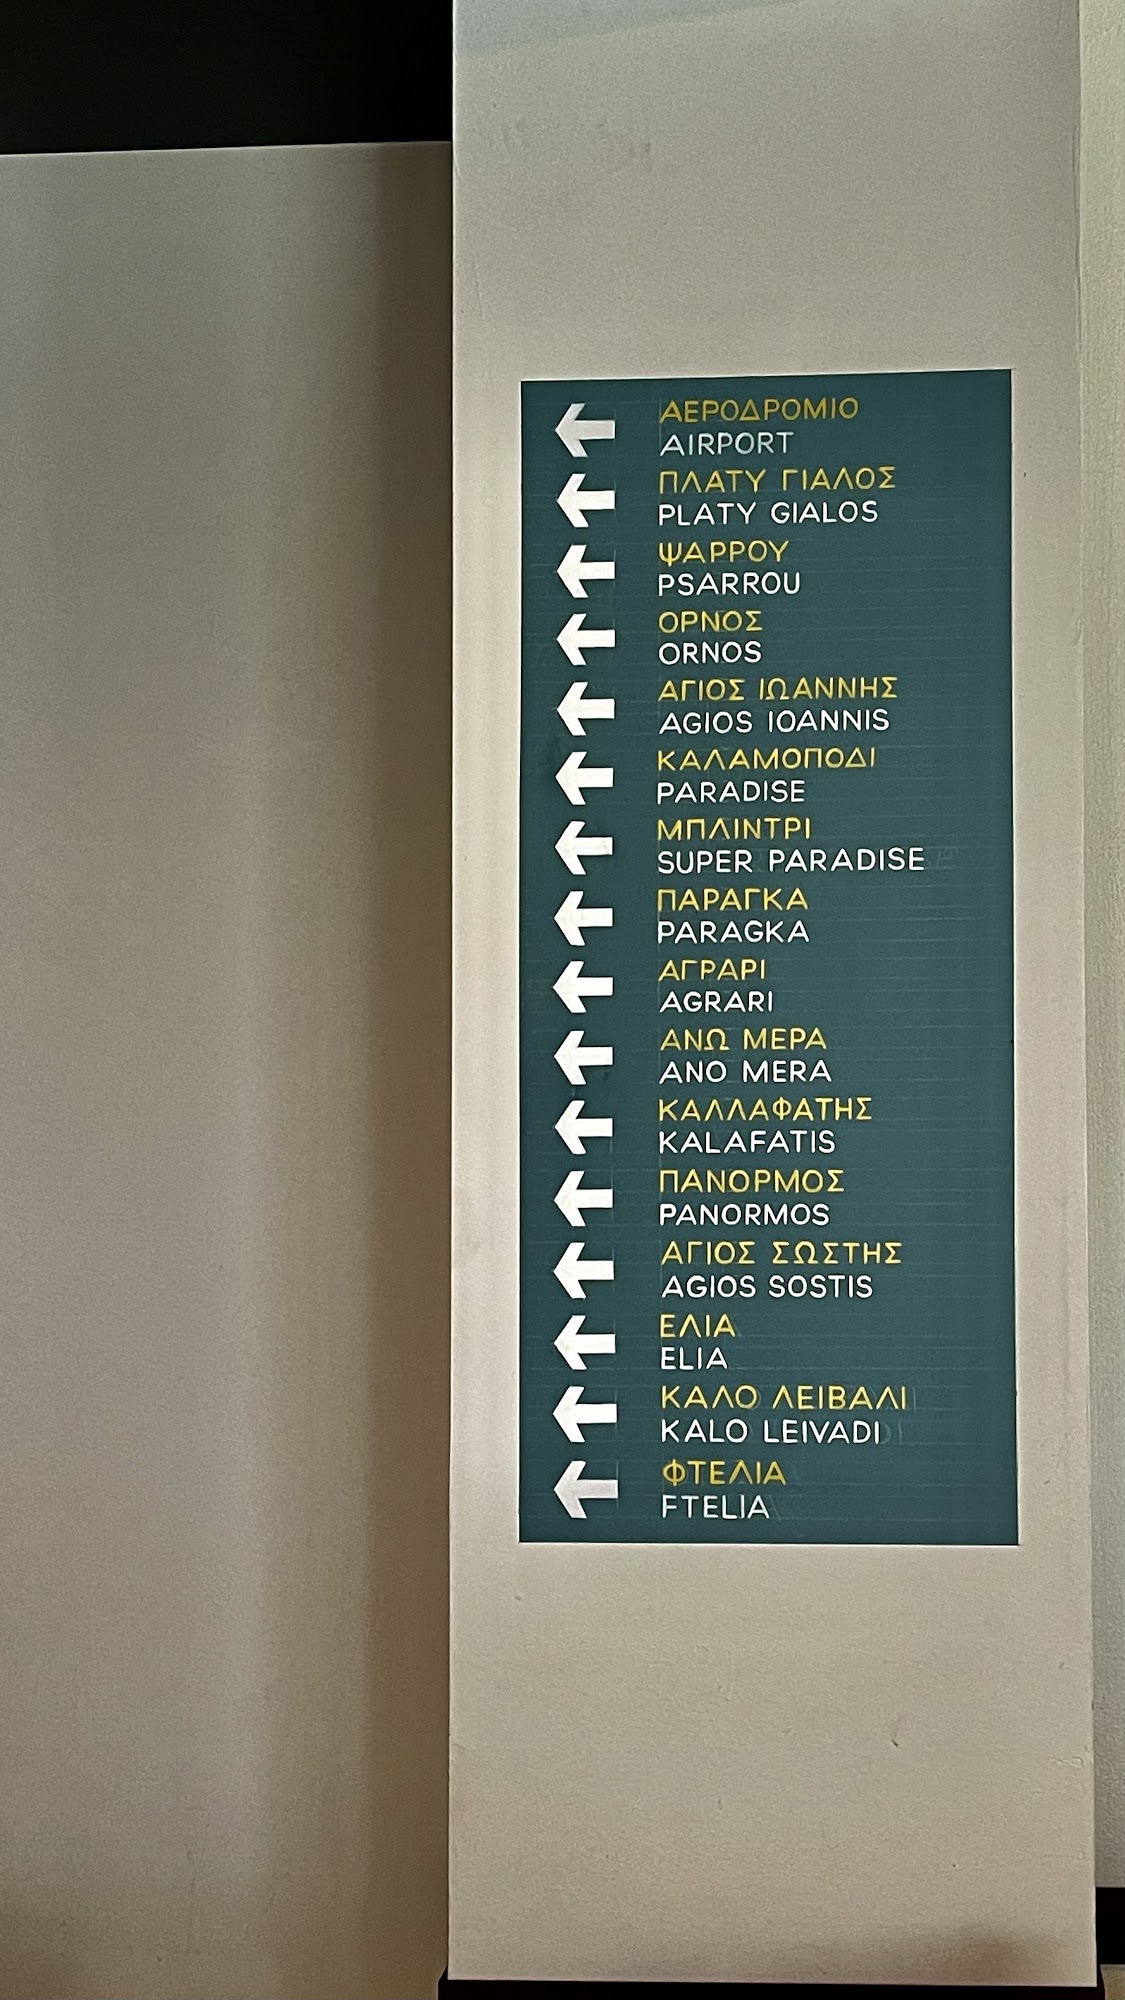 ΑΕΡΟΔΡΟΜΙΟ
AIRPORT
ΠΛΑΤΥ ΓΙΑΛΟΣ
PLATY GIALOS
ΨΑΡΡΟΥ
PSARROU
ΟΡΝΟΣ
ORNOS
ΑΓΙΟΣ ΙΩΑΝΝΗΣ
AGIOS IOANNIS
ΚΑΛΑΜΟΠΟΔΙ
PARADISE
ΜΠΛΙΝΤΡΙ
SUPER PARADISE
ΠΑΡΑΓΚΑ
PARAGKA
ΑΓΡΑΡΙ
AGRARI
ΑΝΩ ΜΕΡΑ
ANO MERA
ΚΑΛΛΑΦΑΤΗΣ
KALAFATIS
ΠΑΝΟΡΜΟΣ
PANORMOS
ΑΓΙΟΣ ΣΩΣΤΗΣ
AGIOS SOSTIS
ΕΛΙΑ
ELIA
ΚΑΛΟ ΛΕΙΒΑΛΙ
KALO LEIVADI
ΦΤΕΛΙΑ
FTELIA